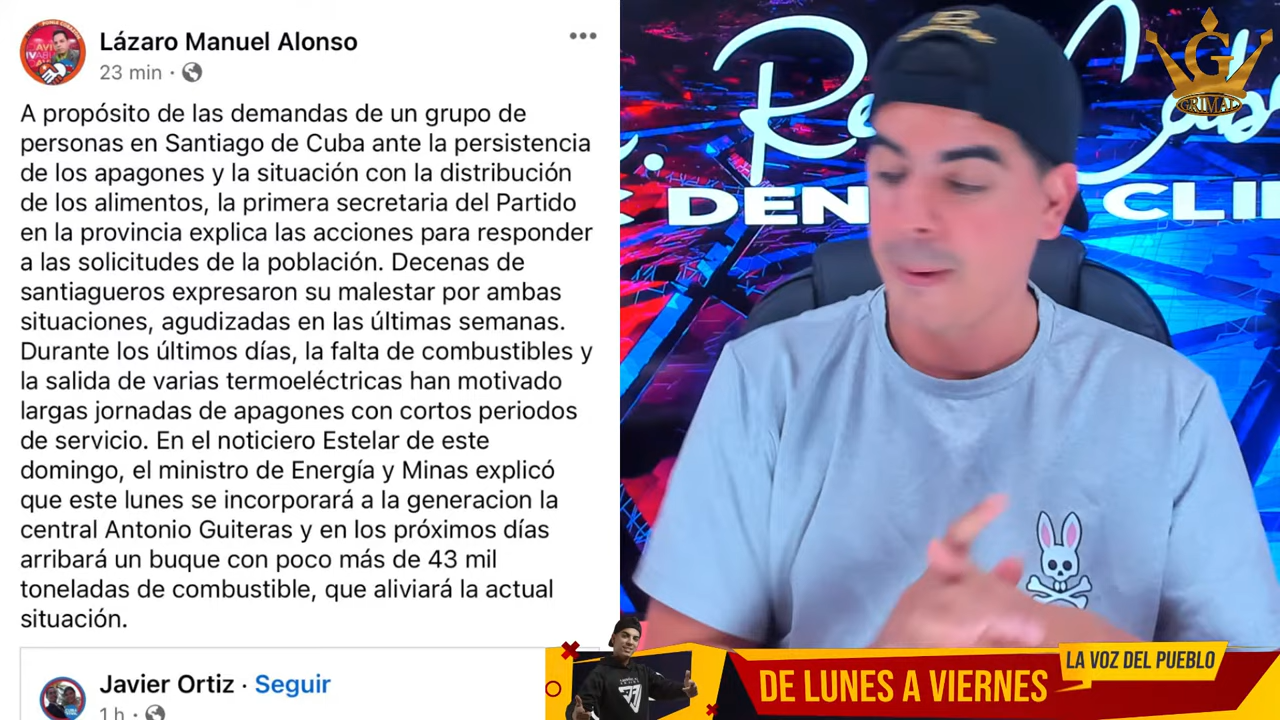 Lázaro Manuel Alonso
23 min ·
A propósito de las demandas de un grupo de
personas en Santiago de Cuba ante la persistencia
de los apagones y la situación con la distribución
de los alimentos, la primera secretaria del Partido
en la provincia explica las acciones para responder
a las solicitudes de la población. Decenas de
santiagueros expresaron su malestar por ambas
situaciones, agudizadas en las últimas semanas.
Durante los últimos días, la falta de combustibles y
la salida de varias termoeléctricas han motivado
largas jornadas de apagones con cortos periodos
de servicio. En el noticiero Estelar de este
domingo, el ministro de Energía y Minas explicó
que este lunes se incorporará a la generacion la
central Antonio Guiteras y en los próximos días
arribará un buque con poco más de 43 mil
toneladas de combustible, que aliviará la actual
situación.
Javier Ortiz · Seguir
1 h ·
G
GRIMAL
DEN
CLI
LA VOZ DEL PUEBLO
DE LUNES A VIERNES